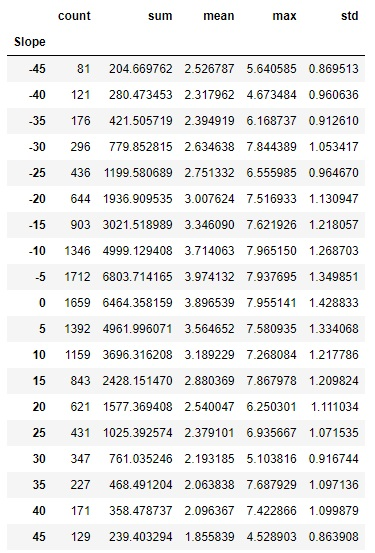 count sum mean max std
Slope
-45 81 204.669762 2.526787 5.640585 0.869513
-40 121 280.473453 2.317962 4.673484 0.960636
-35 176 421.505719 2.394919 6.168737 0.912610
-30 296 779.852815 2.634638 7.844389 1.053417
-25 436 1199.580689 2.751332 6.555985 0.964670
-20 644 1936.909535 3.007624 7.516933 1.130947
-15 903 3021.518989 3.346090 7.621926 1.218057
-10 1346 4999.129408 3.714063 7.965150 1.268703
-5 1712 6803.714165 3.974132 7.937695 1.349851
0 1659 6464.358159 3.896539 7.955141 1.428833
5 1392 4961.996071 3.564652 7.580935 1.334068
10 1159 3696.316208 3.189229 7.268084 1.217786
15 843 2428.151470 2.880369 7.867978 1.209824
20 621 1577.369408 2.540047 6.250301 1.111034
25 431 1025.392574 2.379101 6.935667 1.071535
30 347 761.035246 2.193185 5.103816 0.916744
35 227 468.491204 2.063838 7.687929 1.097136
40 171 358.478737 2.096367 7.422866 1.099879
45 129 239.403294 1.855839 4.528903 0.863908